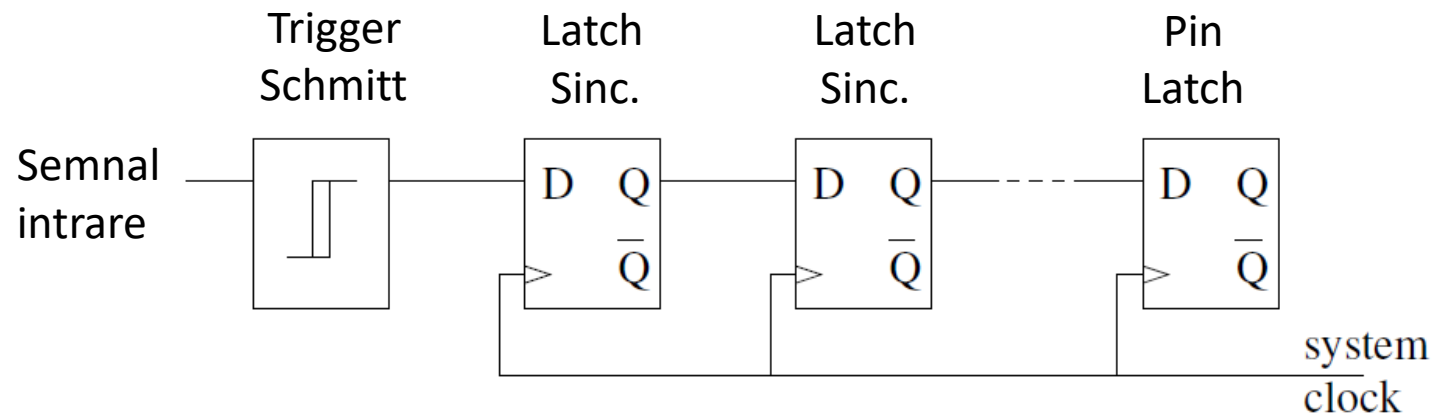 Trigger
Schmitt
Latch
Sinc.
Latch
Sinc.
Pin
Latch
Semnal
intrare
D Q
Q̅
D Q
Q̅
D Q
Q̅
system
clock